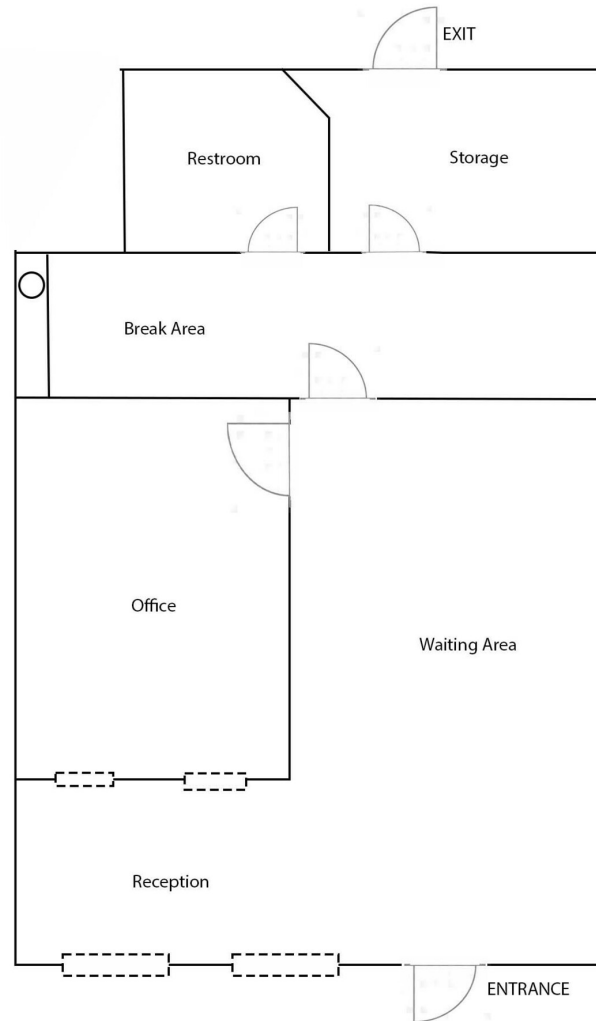 EXIT
Restroom
Storage
Break Area
Office
Waiting Area
Reception
ENTRANCE